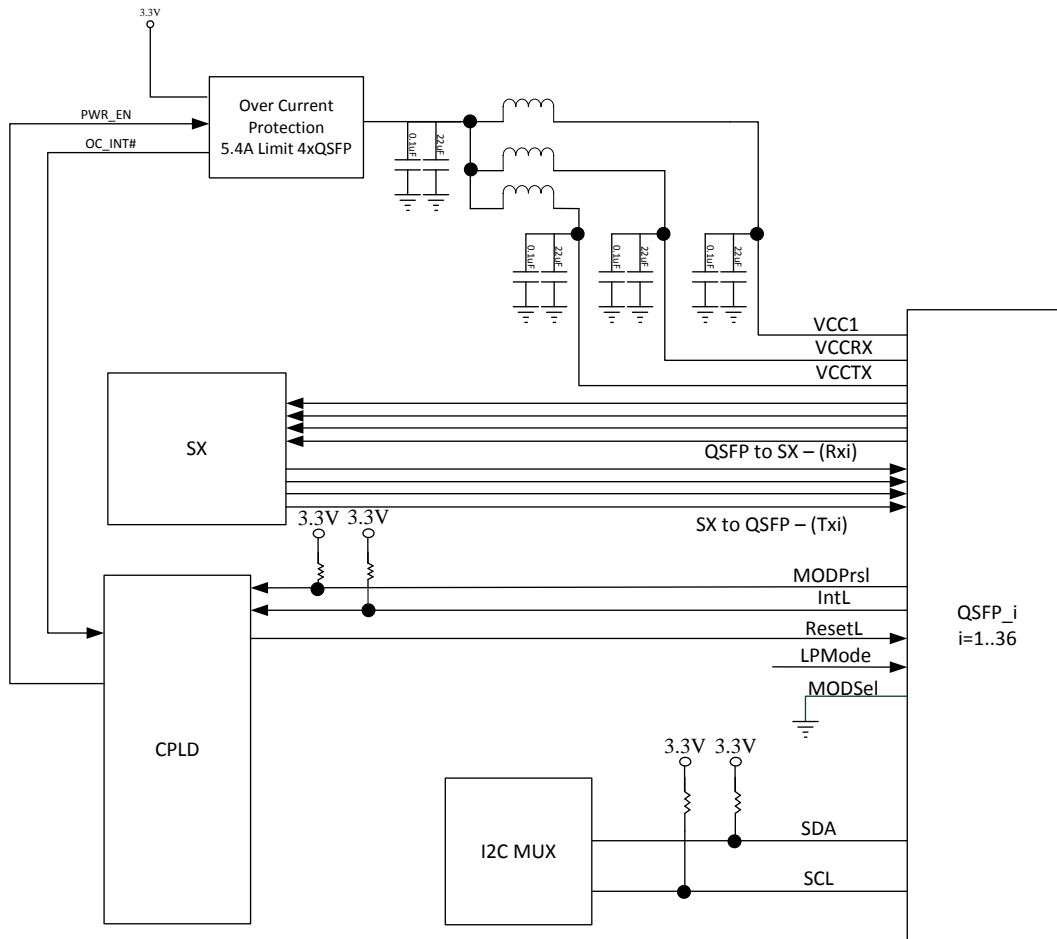 3.3V
PWR_EN
OC_INT#
Over Current
Protection
5.4A Limit 4xQSFP
0.1uF
22uF
0.1uF
22uF
0.1uF
22uF
0.1uF
22uF
VCC1
VCCRX
VCCTX
SX
QSFP to SX – (Rxi)
SX to QSFP – (Txi)
3.3V
3.3V
MODPrsl
IntL
ResetL
LPMode
MODSel
QSFP_i
i=1..36
CPLD
3.3V
3.3V
I2C MUX
SDA
SCL